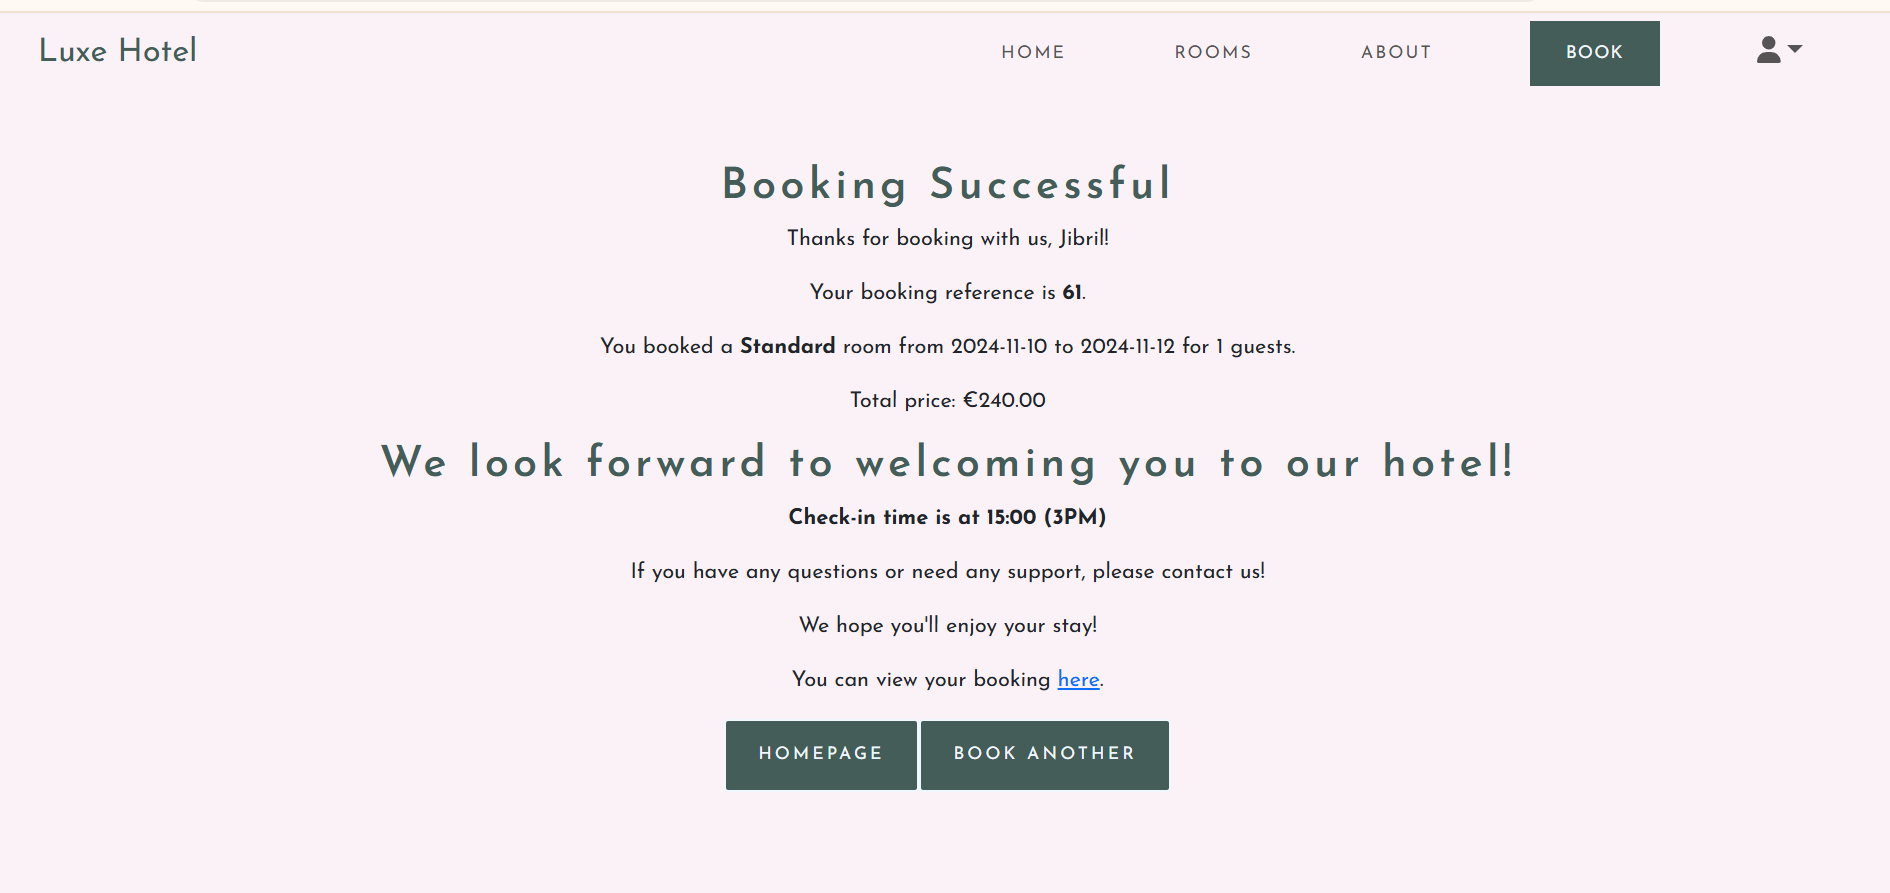 Luxe Hotel
HOME
ROOMS
ABOUT
BOOK
Booking Successful
Thanks for booking with us, Jibril!
Your booking reference is 61.
You booked a Standard room from 2024-11-10 to 2024-11-12 for 1 guests.
Total price: €240.00
We look forward to welcoming you to our hotel!
Check-in time is at 15:00 (3PM)
If you have any questions or need any support, please contact us!
We hope you'll enjoy your stay!
You can view your booking here.
HOMEPAGE
BOOK ANOTHER